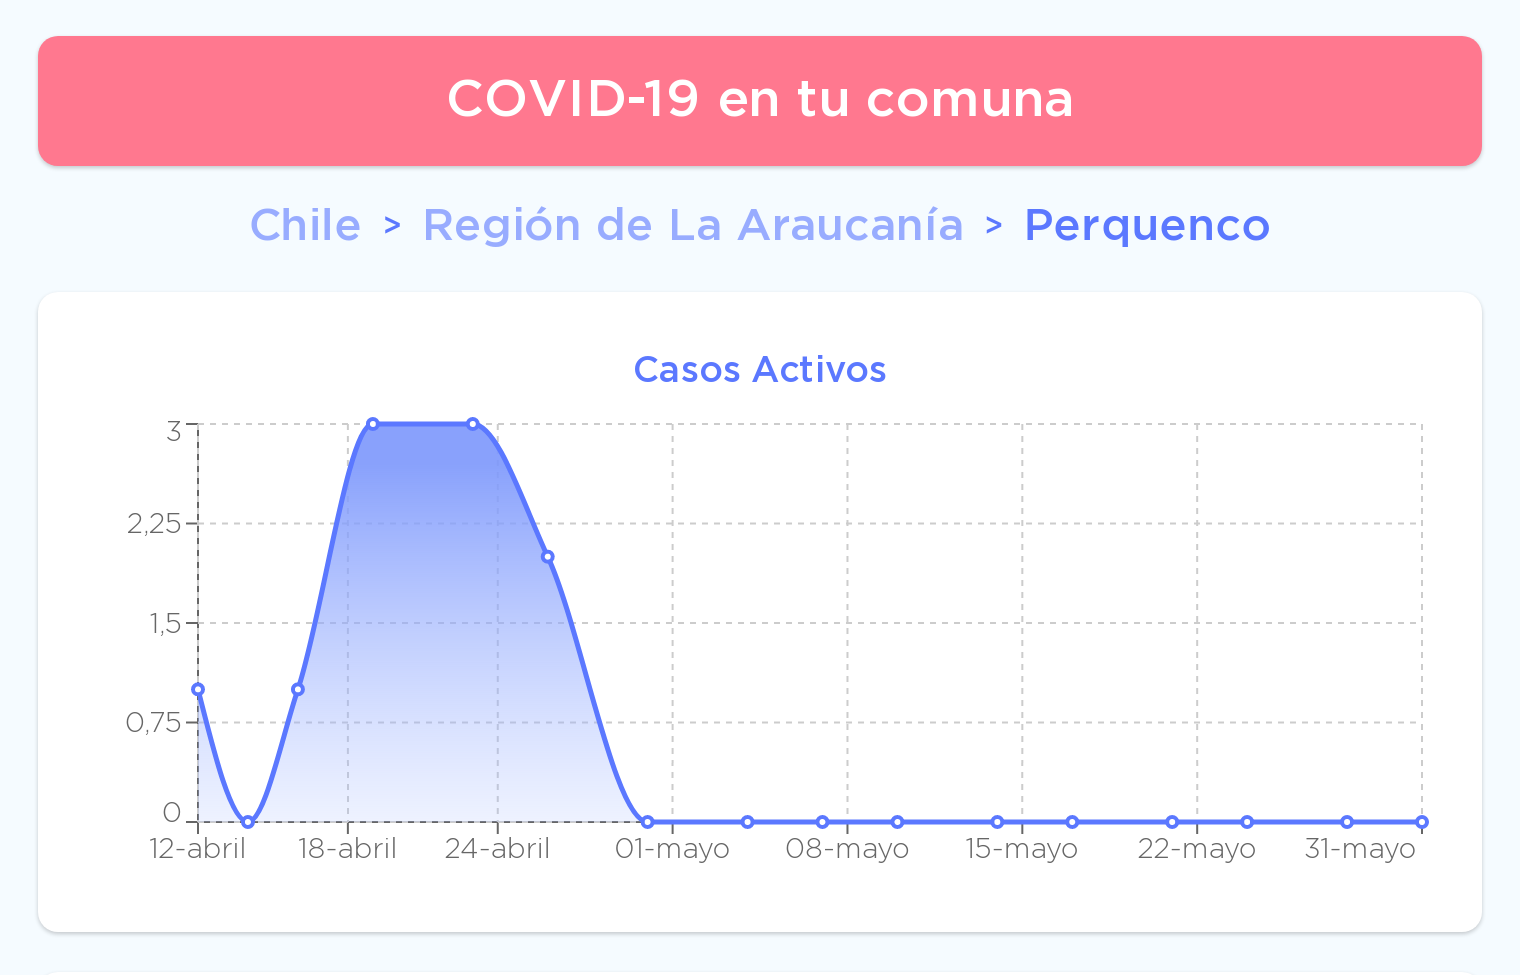 COVID-19 en tu comuna
Chile > Región de La Araucanía > Perquenco
Casos Activos
3
2,25
1,5
0,75
0
12-abril 18-abril 24-abril 01-mayo 08-mayo 15-mayo 22-mayo 31-mayo